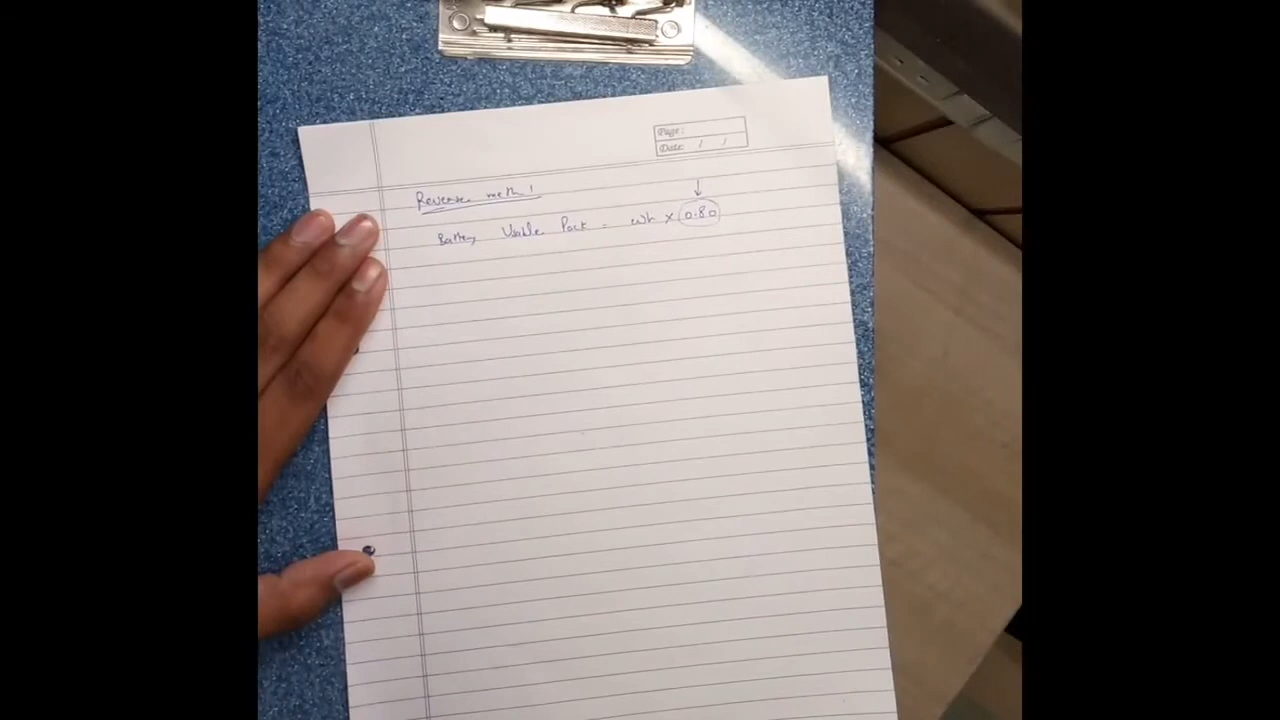 Page:
Date: / /
Reverse meth
Battery Usable Pack = wh × 0.80